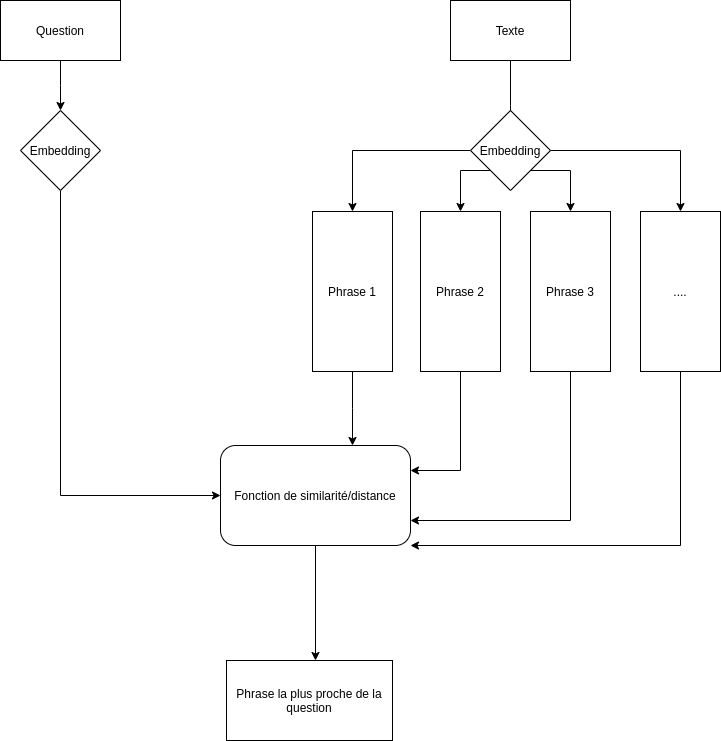 Question
Texte
Embedding
Embedding
Phrase 1
Phrase 2
Phrase 3
....
Fonction de similarité/distance
Phrase la plus proche de la
question